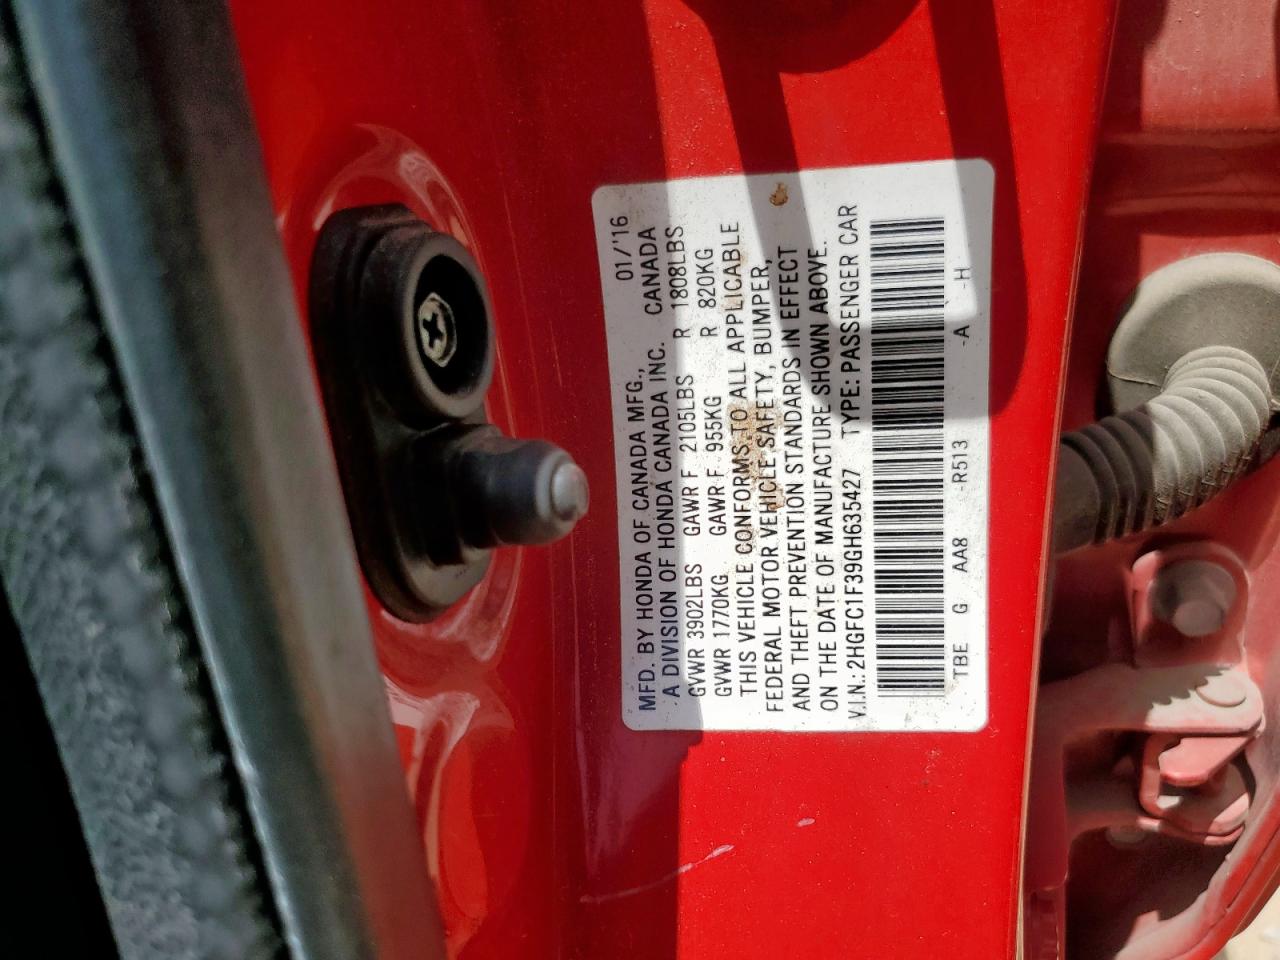 MFD. BY HONDA OF CANADA MFG., 01/'16
A DIVISION OF HONDA CANADA INC. CANADA
GVWR 3902LBS GAWR F 2105LBS R 1808LBS
GVWR 1770KG GAWR F 955KG R 820KG
THIS VEHICLE CONFORMS TO ALL APPLICABLE
FEDERAL MOTOR VEHICLE SAFETY, BUMPER,
AND THEFT PREVENTION STANDARDS IN EFFECT
ON THE DATE OF MANUFACTURE SHOWN ABOVE.
V.I.N.: 2HGFC1F39GH635427 TYPE: PASSENGER CAR
TBE G AA8 -R513 -A -H